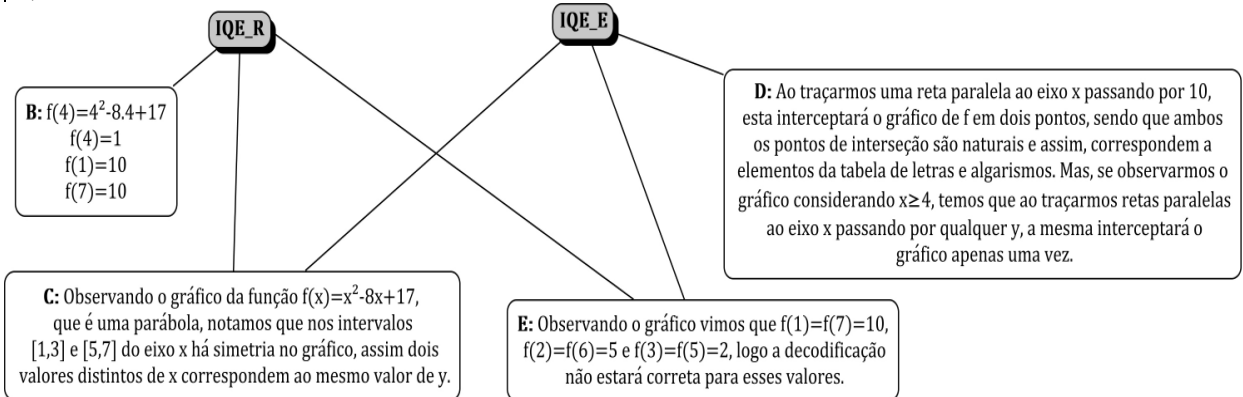 IQE_R
IQE_E
B: f(4)=4²-8.4+17
f(4)=1
f(1)=10
f(7)=10
D: Ao traçarmos uma reta paralela ao eixo x passando por 10,
esta interceptará o gráfico de f em dois pontos, sendo que ambos
os pontos de interseção são naturais e assim, correspondem a
elementos da tabela de letras e algarismos. Mas, se observarmos o
gráfico considerando x≥4, temos que ao traçarmos retas paralelas
ao eixo x passando por qualquer y, a mesma interceptará o
gráfico apenas uma vez.
C: Observando o gráfico da função f(x)=x²-8x+17,
que é uma parábola, notamos que nos intervalos
[1,3] e [5,7] do eixo x há simetria no gráfico, assim dois
valores distintos de x correspondem ao mesmo valor de y.
E: Observando o gráfico vimos que f(1)=f(7)=10,
f(2)=f(6)=5 e f(3)=f(5)=2, logo a decodificação
não estará correta para esses valores.